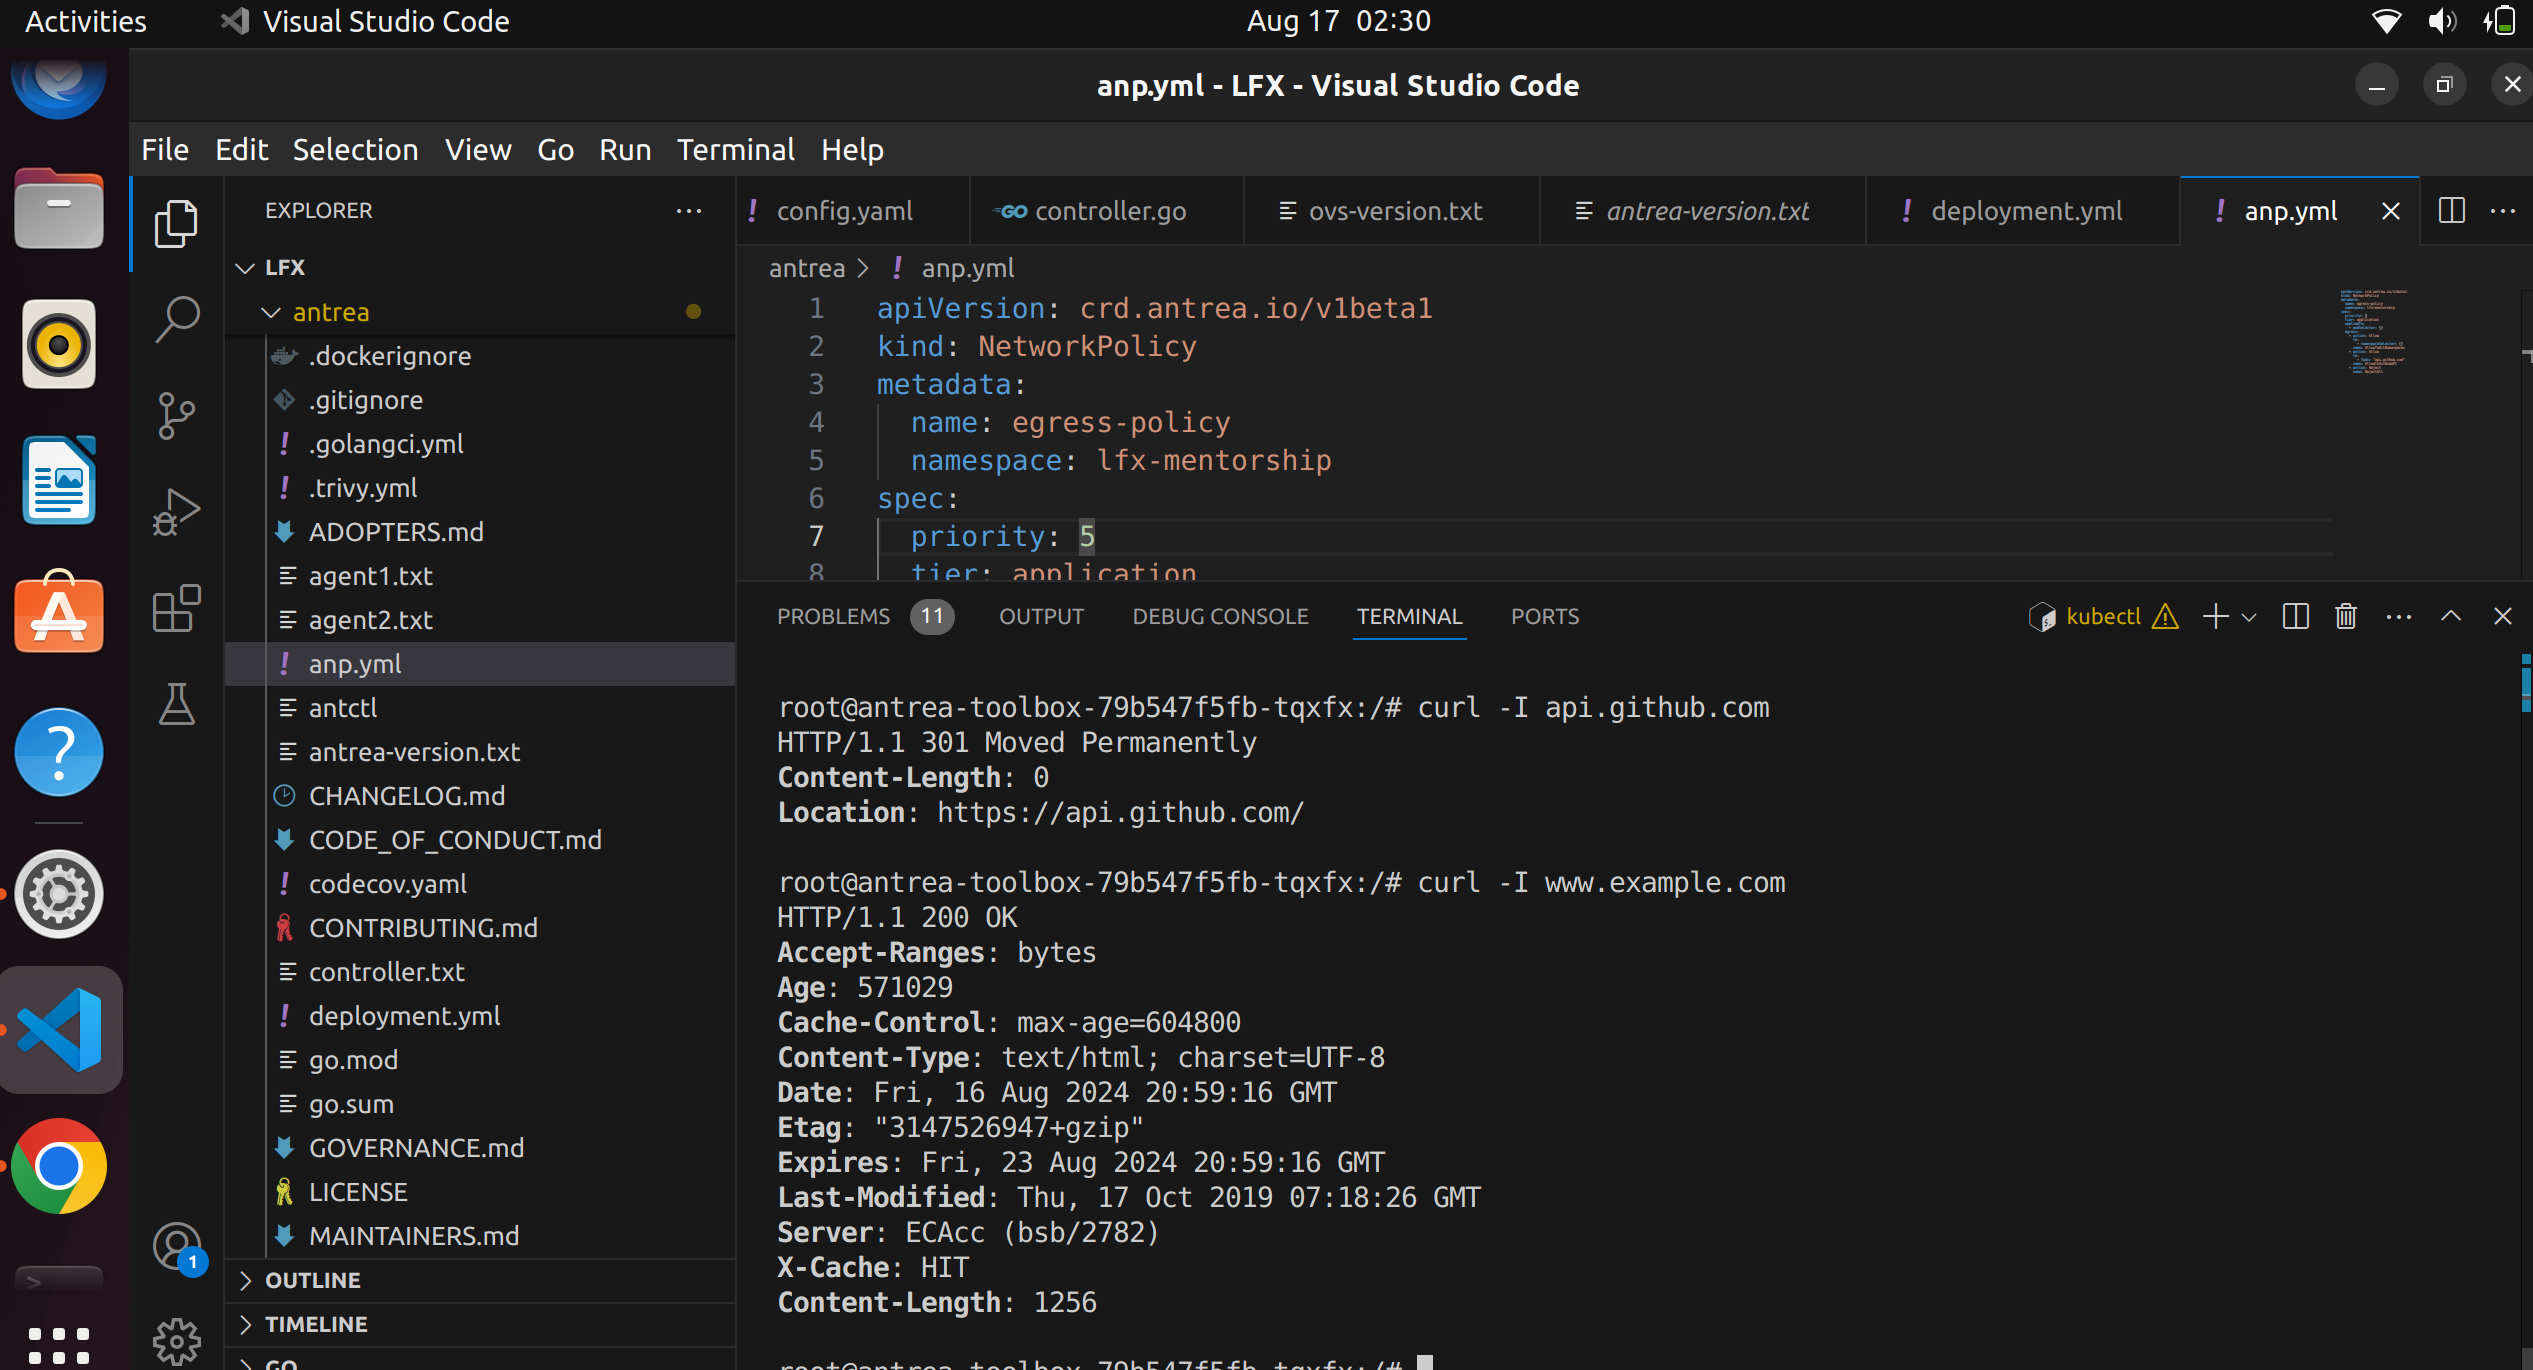 Activities
Visual Studio Code
Aug 17 02:30
anp.yml - LFX - Visual Studio Code
File Edit Selection View Go Run Terminal Help
EXPLORER
LFX
antrea
.dockerignore
.gitignore
.golangci.yml
.trivy.yml
ADOPTERS.md
agent1.txt
agent2.txt
anp.yml
antctl
antrea-version.txt
CHANGELOG.md
CODE_OF_CONDUCT.md
codecov.yaml
CONTRIBUTING.md
controller.txt
deployment.yml
go.mod
go.sum
GOVERNANCE.md
LICENSE
MAINTAINERS.md
1
OUTLINE
TIMELINE
GO
config.yaml
GO controller.go
ovs-version.txt
antrea-version.txt
deployment.yml
anp.yml
antrea > ! anp.yml
1 apiVersion: crd.antrea.io/v1beta1
2 kind: NetworkPolicy
3 metadata:
4 name: egress-policy
5 namespace: lfx-mentorship
6 spec:
7 priority: 5
8 tier: application
PROBLEMS 11 OUTPUT DEBUG CONSOLE TERMINAL PORTS
kubectl
root@antrea-toolbox-79b547f5fb-tqxfx:/# curl -I api.github.com
HTTP/1.1 301 Moved Permanently
Content-Length: 0
Location: https://api.github.com/
root@antrea-toolbox-79b547f5fb-tqxfx:/# curl -I www.example.com
HTTP/1.1 200 OK
Accept-Ranges: bytes
Age: 571029
Cache-Control: max-age=604800
Content-Type: text/html; charset=UTF-8
Date: Fri, 16 Aug 2024 20:59:16 GMT
Etag: "3147526947+gzip"
Expires: Fri, 23 Aug 2024 20:59:16 GMT
Last-Modified: Thu, 17 Oct 2019 07:18:26 GMT
Server: ECAcc (bsb/2782)
X-Cache: HIT
Content-Length: 1256
root@antrea-toolbox-79b547f5fb-tqxfx:/#